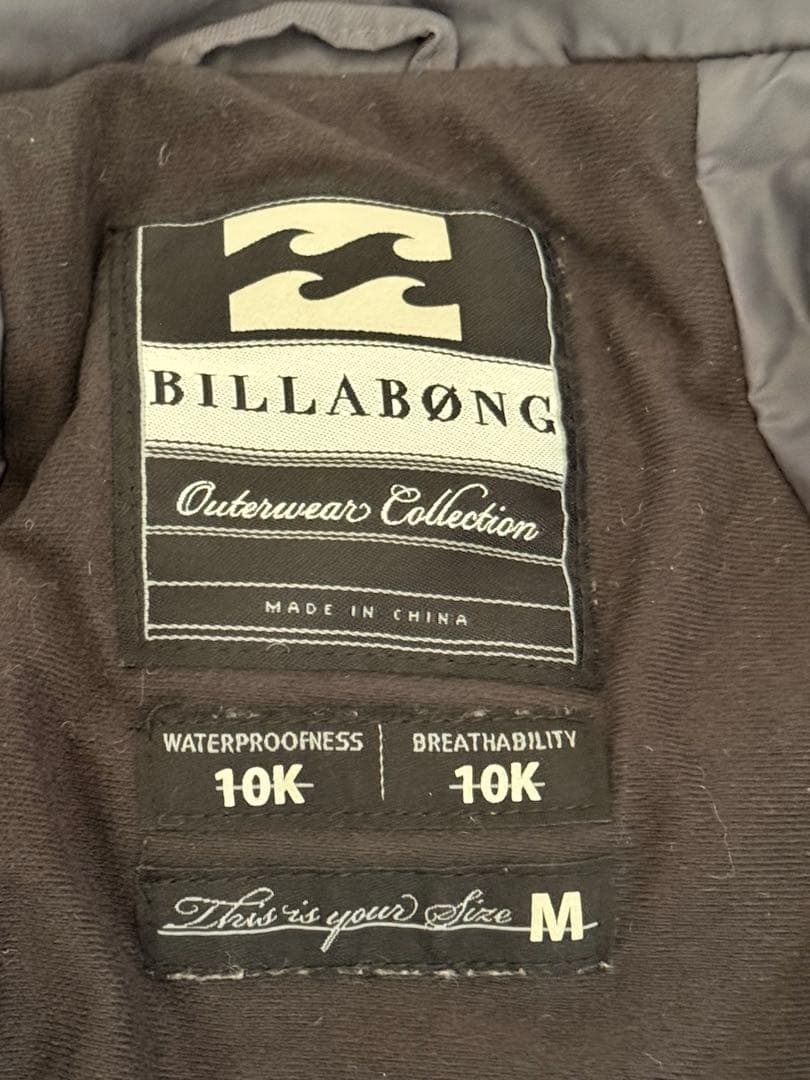 BILLABØNG
Outerwear Collection
MADE IN CHINA
WATERPROOFNESS BREATHABILITY
10K 10K
This is your Size M